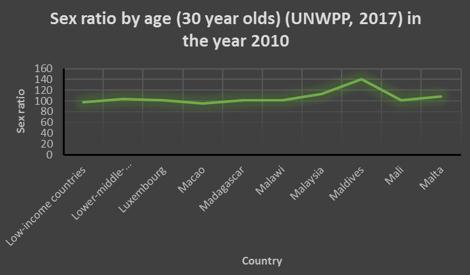 Sex ratio by age (30 year olds) (UNWPP, 2017) in
the year 2010
160
140
120
100
80
60
40
20
0
Sex ratio
Low-income countries
Lower-middle-...
Luxembourg
Macao
Madagascar
Malawi
Malaysia
Maldives
Mali
Malta
Country